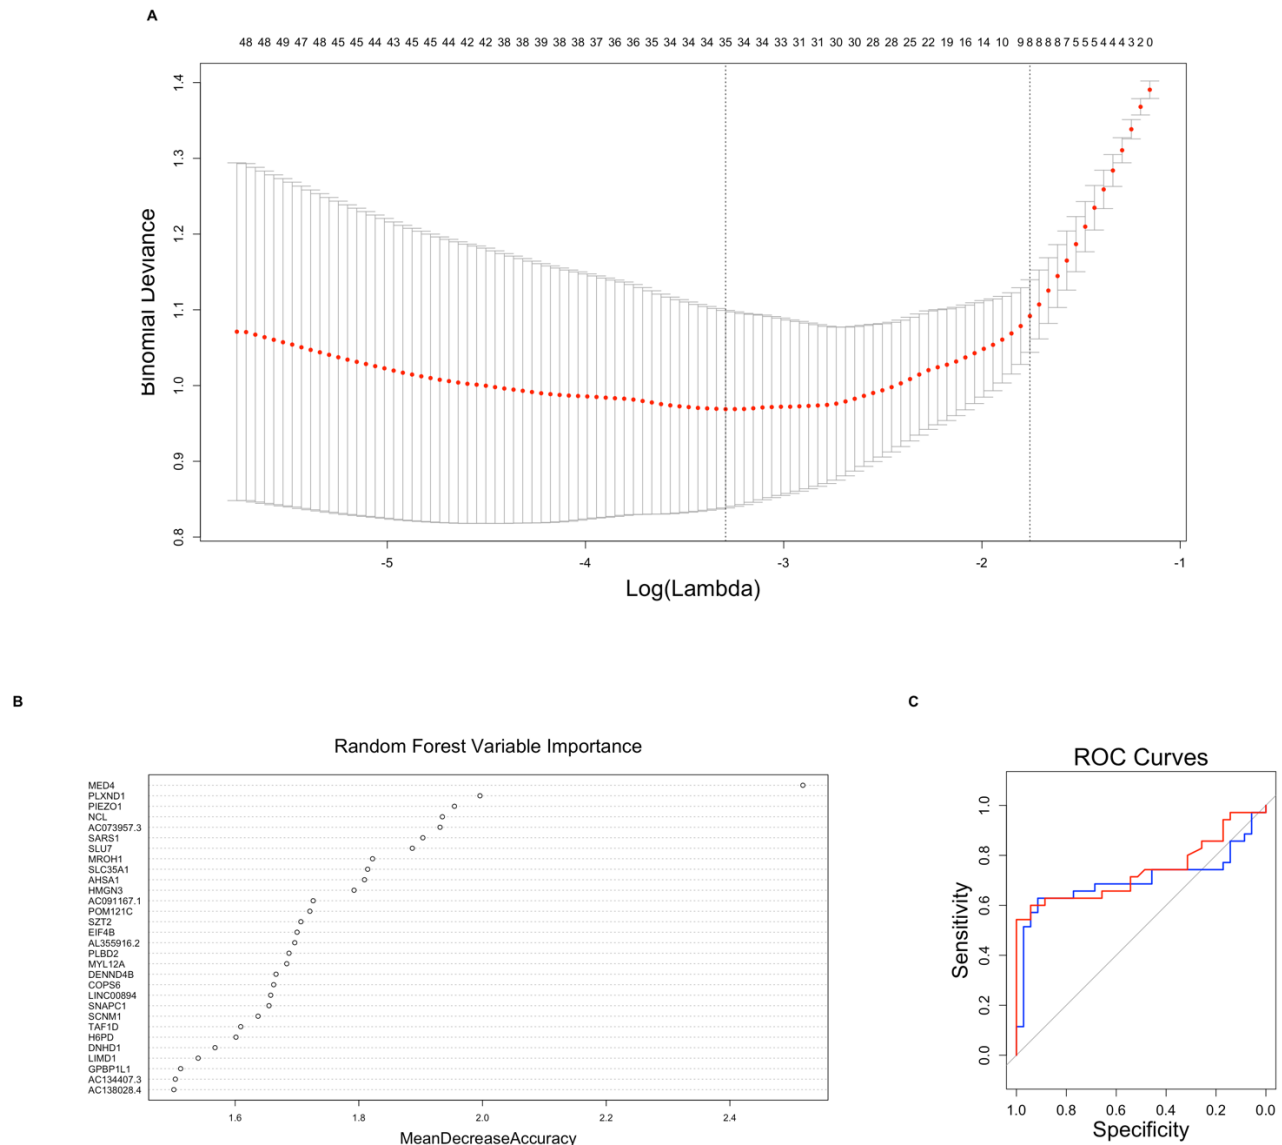 A
48 48 49 47 48 45 45 44 43 45 45 44 42 42 38 38 39 38 38 37 36 36 35 34 34 34 35 34 34 33 31 31 30 30 28 28 25 22 19 16 14 10 9 8 8 8 8 7 5 5 5 4 4 4 3 2 0
1.4
1.3
1.2
1.1
1.0
0.9
0.8
Binomial Deviance
-5 -4 -3 -2 -1
Log(Lambda)
B
Random Forest Variable Importance
MED4
PLXND1
PIEZO1
NCL
AC073957.3
SARS1
SLU7
MROH1
SLC35A1
AHSA1
HMGN3
AC091167.1
POM121C
SZT2
EIF4B
AL355916.2
PLBD2
MYL12A
DENND4B
COPS6
LINC00894
SNAPC1
SCNM1
TAF1D
H6PD
DNHD1
LIMD1
GPBP1L1
AC134407.3
AC138028.4
1.6 1.8 2.0 2.2 2.4
MeanDecreaseAccuracy
C
ROC Curves
1.0
0.8
0.6
0.4
0.2
0.0
Sensitivity
1.0 0.8 0.6 0.4 0.2 0.0
Specificity